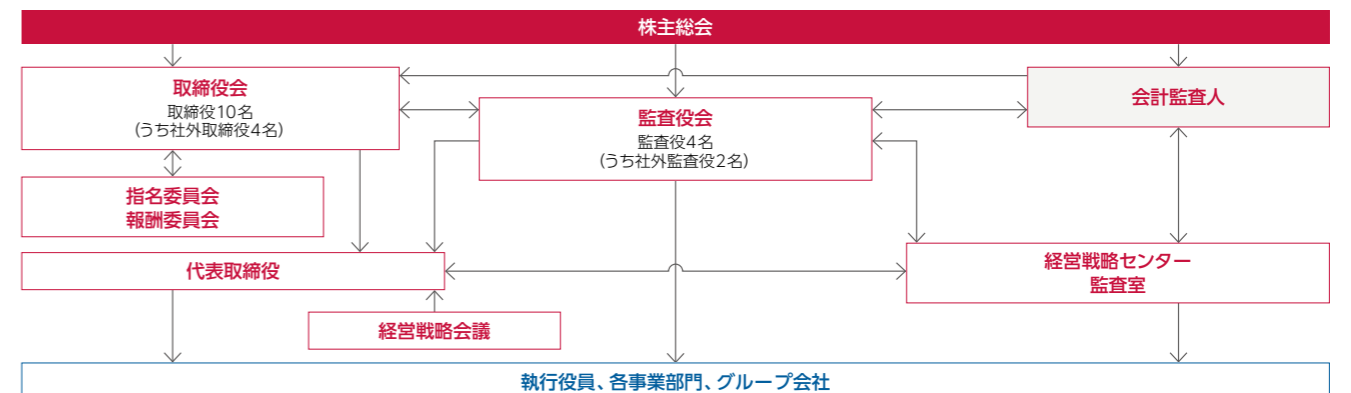 株主総会
取締役会
取締役10名
(うち社外取締役4名)
監査役会
監査役4名
(うち社外監査役2名)
会計監査人
指名委員会
報酬委員会
代表取締役
経営戦略センター
監査室
経営戦略会議
執行役員、各事業部門、グループ会社